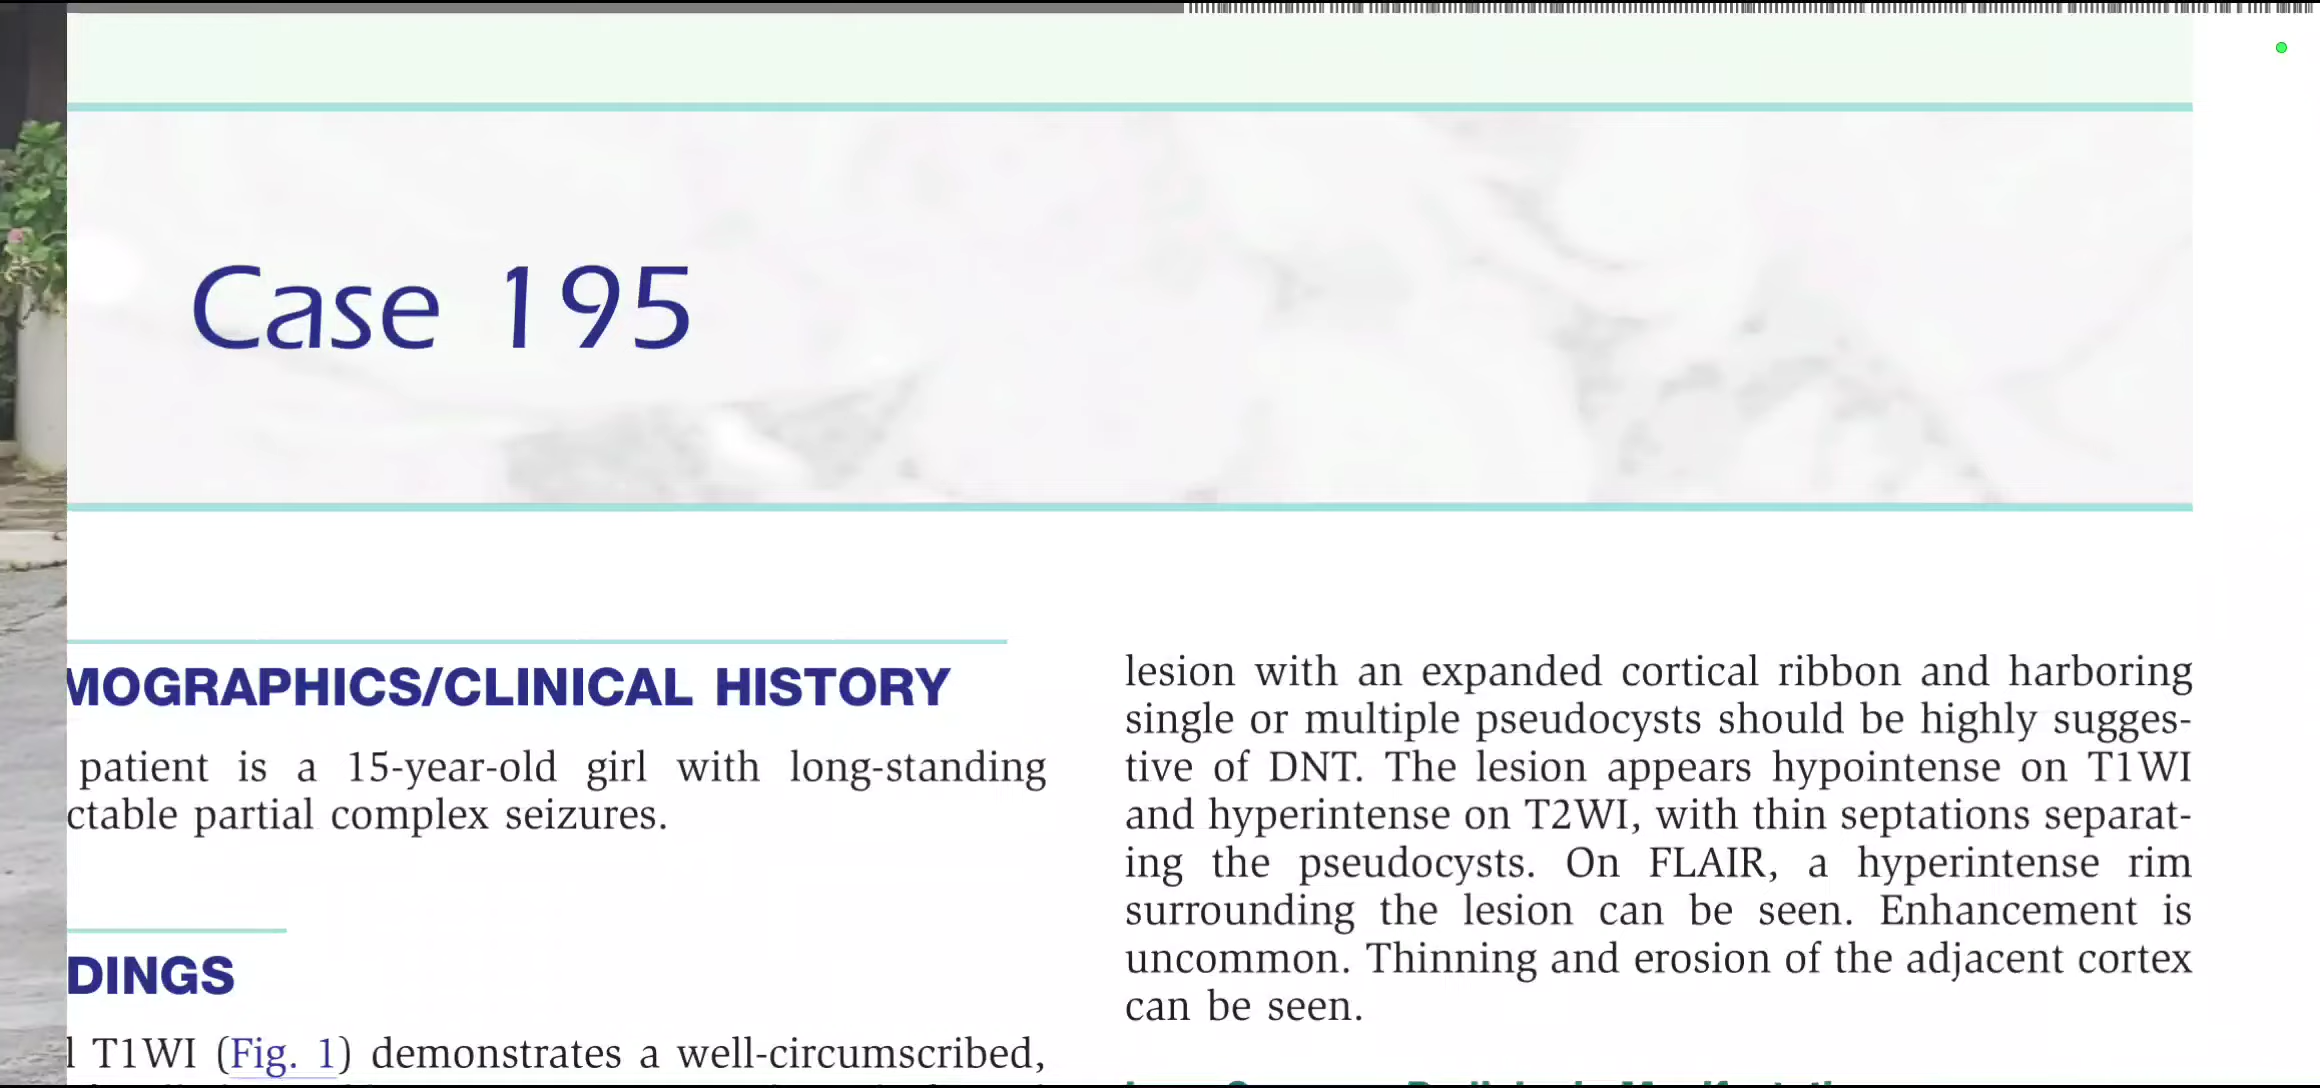 Case 195
MOGRAPHICS/CLINICAL HISTORY
patient is a 15-year-old girl with long-standing
ctable partial complex seizures.
DINGS
l T1WI (Fig. 1) demonstrates a well-circumscribed,
lesion with an expanded cortical ribbon and harboring
single or multiple pseudocysts should be highly sugges-
tive of DNT. The lesion appears hypointense on T1WI
and hyperintense on T2WI, with thin septations separat-
ing the pseudocysts. On FLAIR, a hyperintense rim
surrounding the lesion can be seen. Enhancement is
uncommon. Thinning and erosion of the adjacent cortex
can be seen.